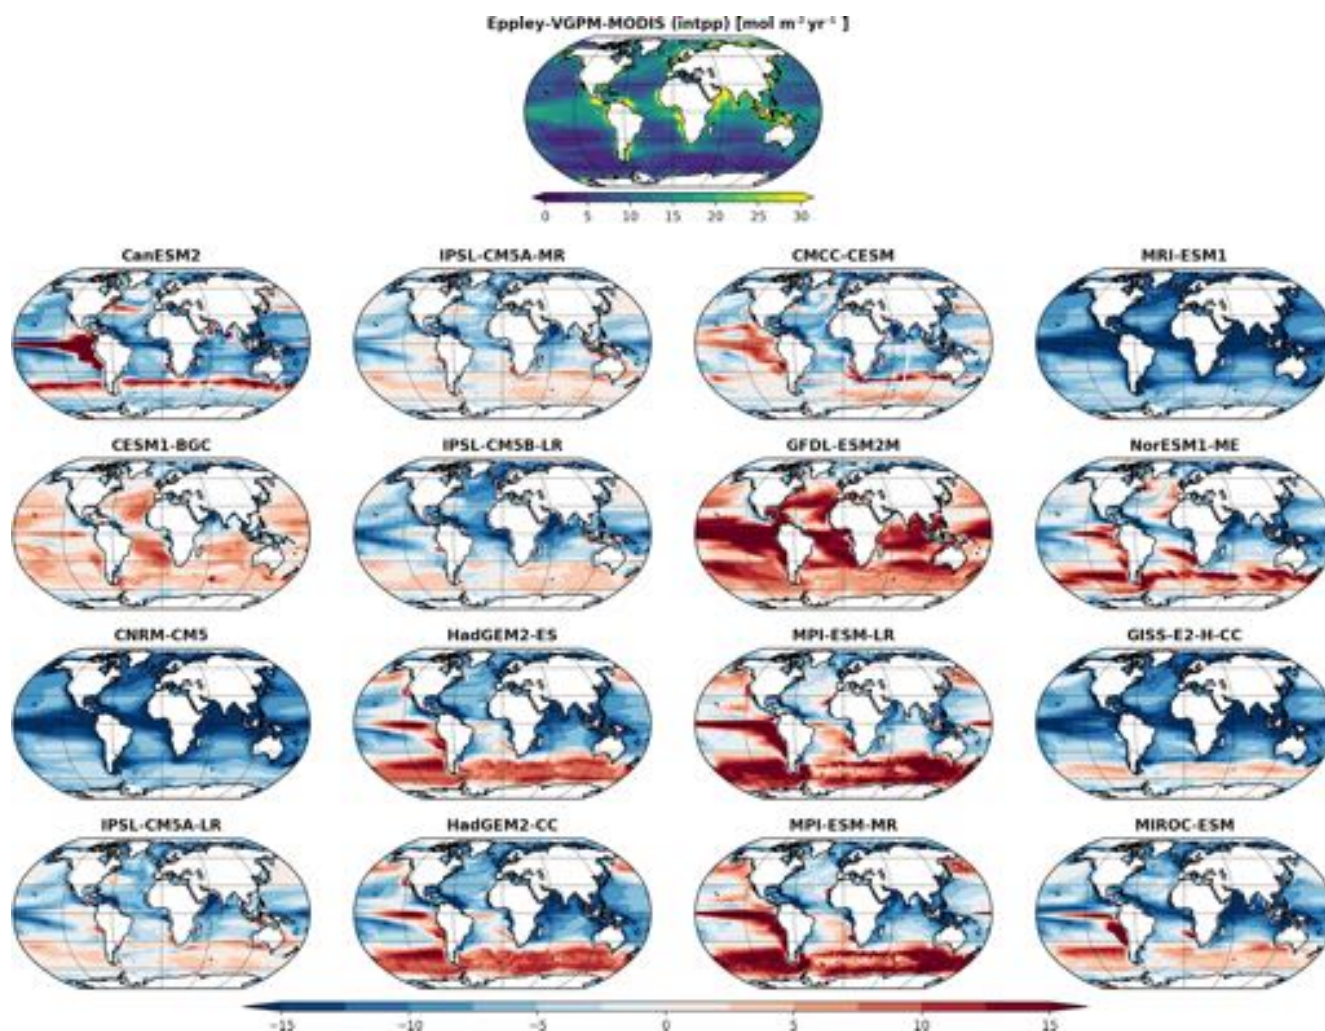 Eppley-VGPM-MODIS (intpp) [mol m⁻² yr⁻¹ ]
0 5 10 15 20 25 30
CanESM2 IPSL-CM5A-MR CMCC-CESM MRI-ESM1
CESM1-BGC IPSL-CM5B-LR GFDL-ESM2M NorESM1-ME
CNRM-CM5 HadGEM2-ES MPI-ESM-LR GISS-E2-H-CC
IPSL-CM5A-LR HadGEM2-CC MPI-ESM-MR MIROC-ESM
−15 −10 −5 0 5 10 15